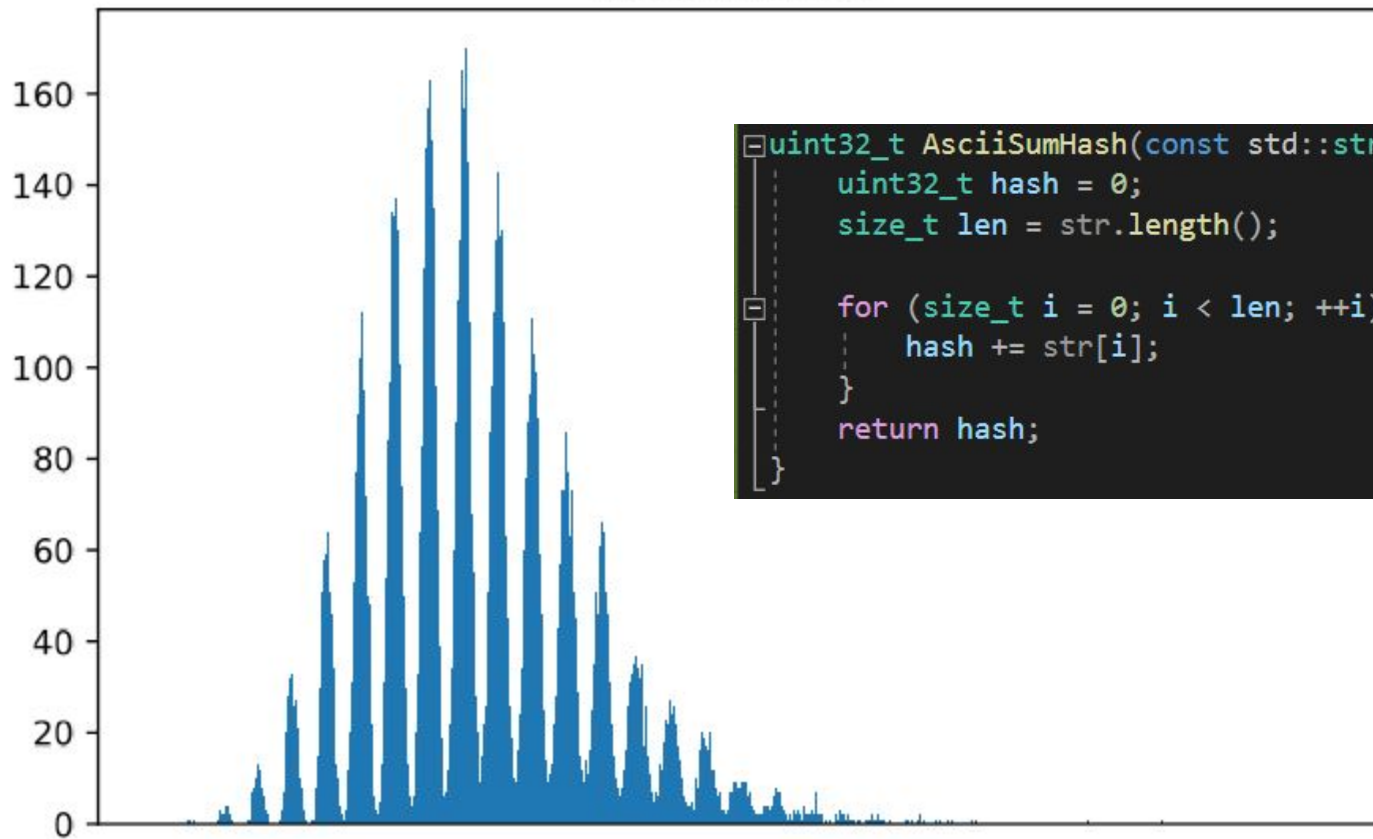 160
140
120
100
80
60
40
20
0
uint32_t AsciiSumHash(const std::str
uint32_t hash = 0;
size_t len = str.length();
for (size_t i = 0; i < len; ++i)
hash += str[i];
}
return hash;
}